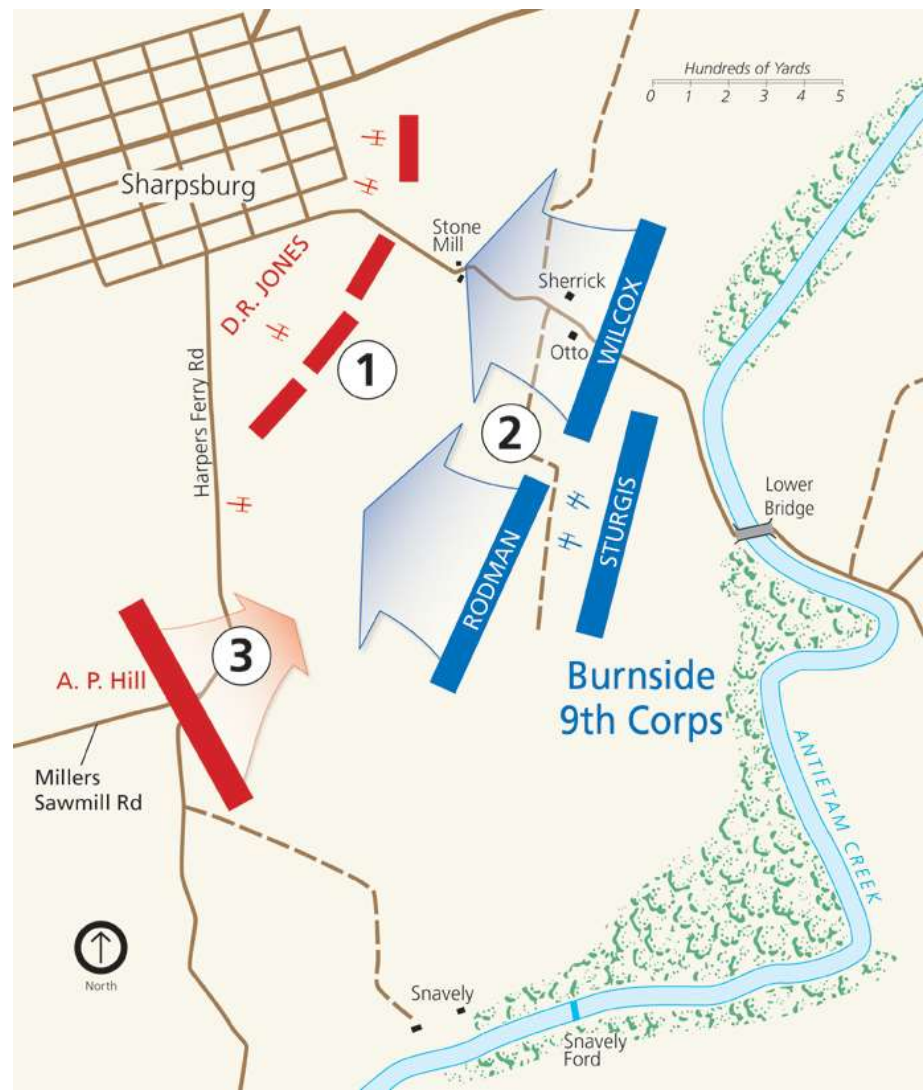 Hundreds of Yards
0 1 2 3 4 5
Sharpsburg
Stone
Mill
D.R. JONES
Sherrick
WILCOX
Otto
1
Harpers Ferry Rd
2
Lower
Bridge
STURGIS
RODMAN
3
A. P. Hill
Burnside
9th Corps
Millers
Sawmill Rd
ANTIETAM CREEK
North
Snavely
Snavely
Ford